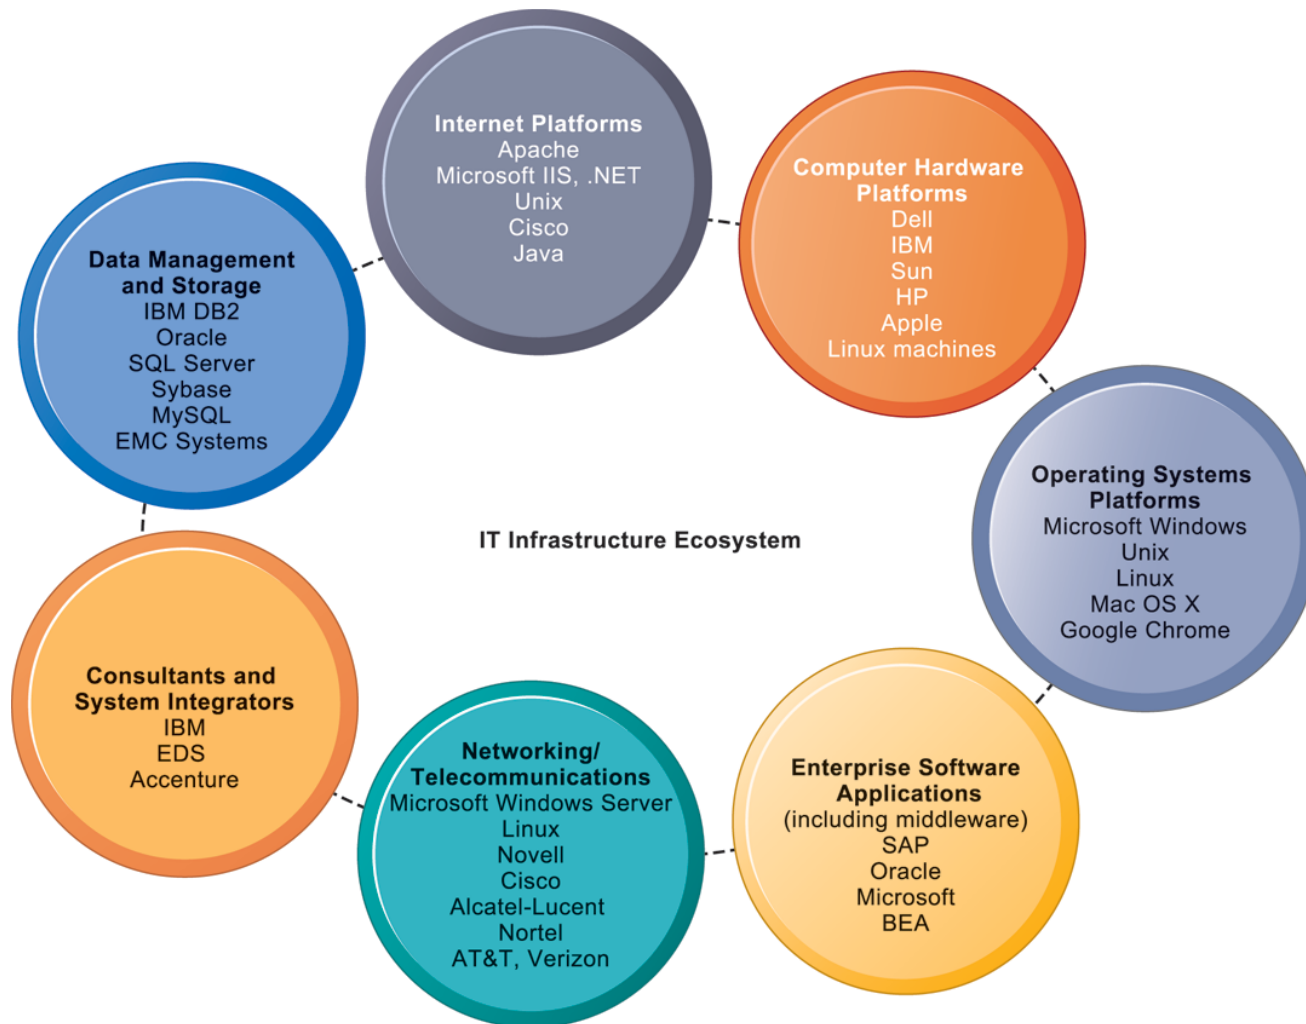 Internet Platforms
Apache
Microsoft IIS, .NET
Unix
Cisco
Java
Computer Hardware
Platforms
Dell
IBM
Sun
HP
Apple
Linux machines
Operating Systems
Platforms
Microsoft Windows
Unix
Linux
Mac OS X
Google Chrome
Enterprise Software
Applications
(including middleware)
SAP
Oracle
Microsoft
BEA
Networking/
Telecommunications
Microsoft Windows Server
Linux
Novell
Cisco
Alcatel-Lucent
Nortel
AT&T, Verizon
Consultants and
System Integrators
IBM
EDS
Accenture
Data Management
and Storage
IBM DB2
Oracle
SQL Server
Sybase
MySQL
EMC Systems
IT Infrastructure Ecosystem